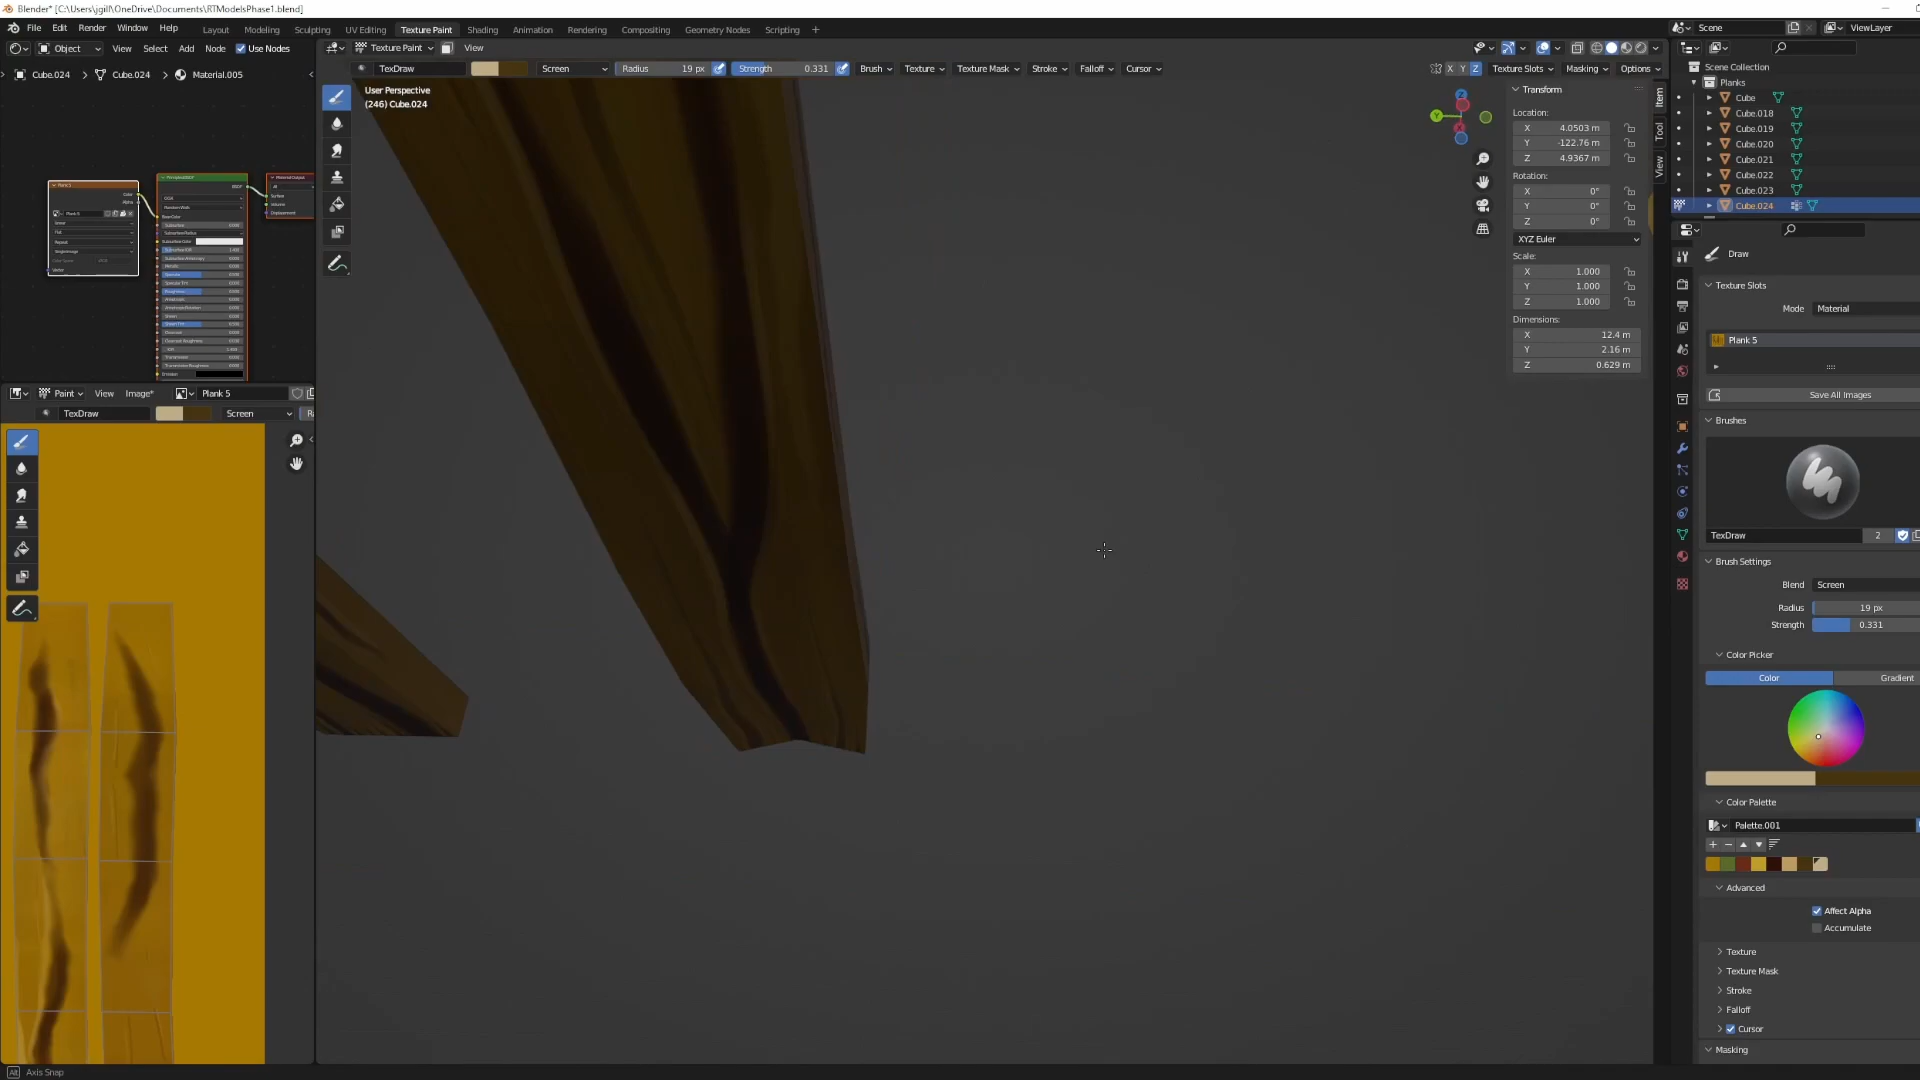 Blender* [C:\Users\jgill\OneDrive\Documents\RTModelsPhase1.blend]
File Edit Render Window Help Layout Modeling Sculpting UV Editing Texture Paint Shading Animation Rendering Compositing Geometry Nodes Scripting + Scene ViewLayer
Object View Select Add Node Use Nodes Texture Paint View
Cube.024 > Cube.024 > Material.005
TexDraw Screen Radius 19 px Strength 0.331 Brush Texture Texture Mask Stroke Falloff Cursor X Y Z Texture Slots Masking Options
User Perspective
(246) Cube.024
Transform
Location:
X 4.0503 m
Y -122.76 m
Z 4.9367 m
Rotation:
X 0°
Y 0°
Z 0°
XYZ Euler
Scale:
X 1.000
Y 1.000
Z 1.000
Dimensions:
X 12.4 m
Y 2.16 m
Z 0.629 m
Item
Tool
View
Scene Collection
Planks
Cube
Cube.018
Cube.019
Cube.020
Cube.021
Cube.022
Cube.023
Cube.024
Draw
Texture Slots
Mode Material
Plank 5
Save All Images
Brushes
TexDraw 2
Brush Settings
Blend Screen
Radius 19 px
Strength 0.331
Color Picker
Color Gradient
Color Palette
Palette.001
Advanced
Affect Alpha
Accumulate
Texture
Texture Mask
Stroke
Falloff
Cursor
Masking
Paint View Image* Plank 5
TexDraw Screen
Alt Axis Snap